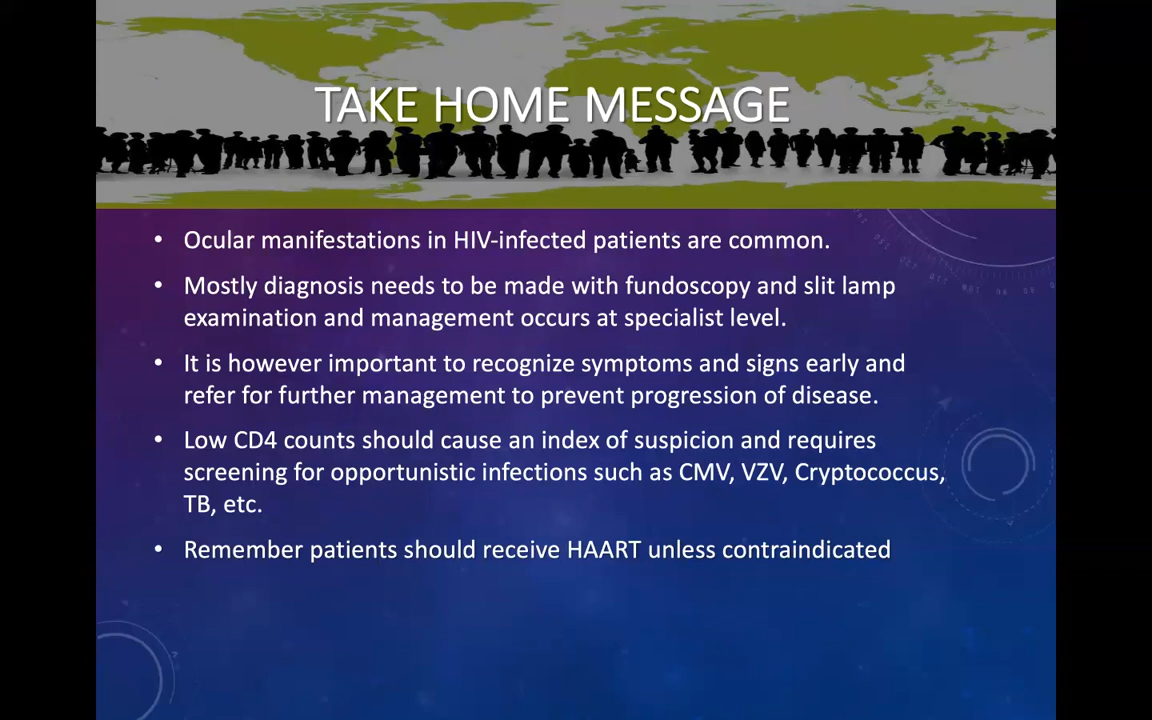 TAKE HOME MESSAGE
• Ocular manifestations in HIV-infected patients are common.
• Mostly diagnosis needs to be made with fundoscopy and slit lamp
examination and management occurs at specialist level.
• It is however important to recognize symptoms and signs early and
refer for further management to prevent progression of disease.
• Low CD4 counts should cause an index of suspicion and requires
screening for opportunistic infections such as CMV, VZV, Cryptococcus,
TB, etc.
• Remember patients should receive HAART unless contraindicated